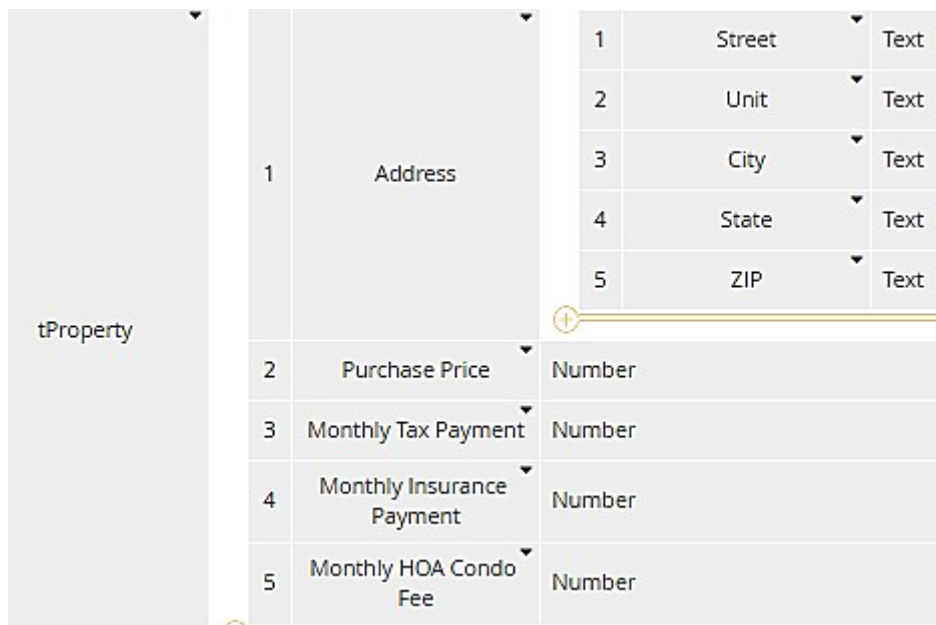 1 Street Text
2 Unit Text
1 Address 3 City Text
4 State Text
5 ZIP Text
tProperty
2 Purchase Price Number
3 Monthly Tax Payment Number
4 Monthly Insurance Payment Number
5 Monthly HOA Condo Fee Number